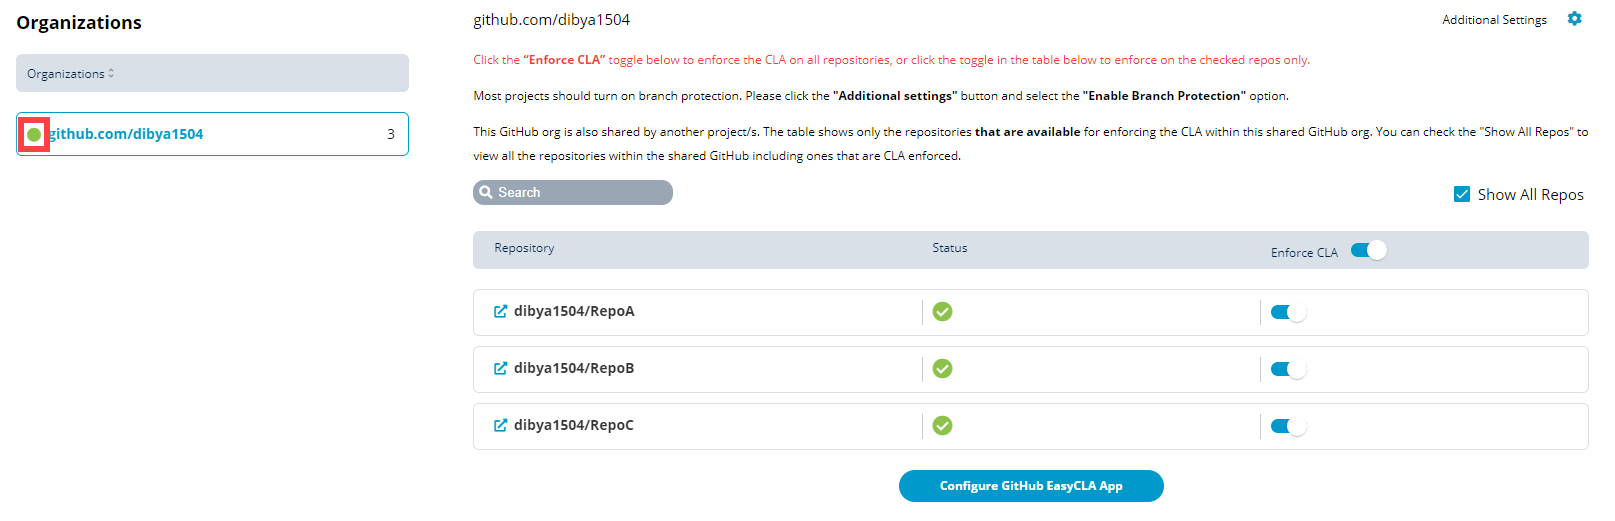 Organizations
Organizations
github.com/dibya1504 3
github.com/dibya1504
Additional Settings
Click the “Enforce CLA” toggle below to enforce the CLA on all repositories, or click the toggle in the table below to enforce on the checked repos only.
Most projects should turn on branch protection. Please click the "Additional settings" button and select the "Enable Branch Protection" option.
This GitHub org is also shared by another project/s. The table shows only the repositories that are available for enforcing the CLA within this shared GitHub org. You can check the "Show All Repos" to
view all the repositories within the shared GitHub including ones that are CLA enforced.
Search
Show All Repos
Repository Status Enforce CLA
dibya1504/RepoA
dibya1504/RepoB
dibya1504/RepoC
Configure GitHub EasyCLA App